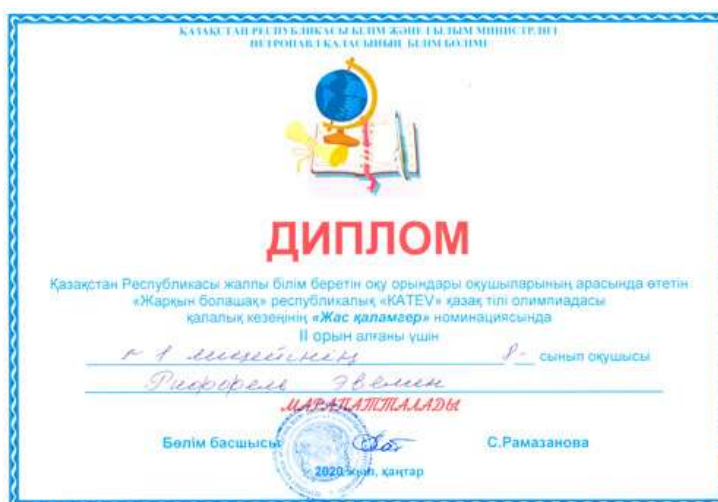 ҚАЗАҚСТАН РЕСПУБЛИКАСЫ БІЛІМ ЖӘНЕ ҒЫЛЫМ МИНИСТРЛІГІ
ПЕТРОПАВЛ ҚАЛАСЫНЫҢ БІЛІМ БӨЛІМІ
ДИПЛОМ
Қазақстан Республикасы жалпы білім беретін оқу орындары оқушыларының арасында өтетін
«Жарқын болашақ» республикалық «KATEV» қазақ тілі олимпиадасы
қалалық кезеңінің «Жас қаламгер» номинациясында
II орын алғаны үшін
1 лицейінің 8- сынып оқушысы
Эвелин
МАРАПАТТАЛАДЫ
Бөлім басшысы С.Рамазанова
2020 жыл, қаңтар